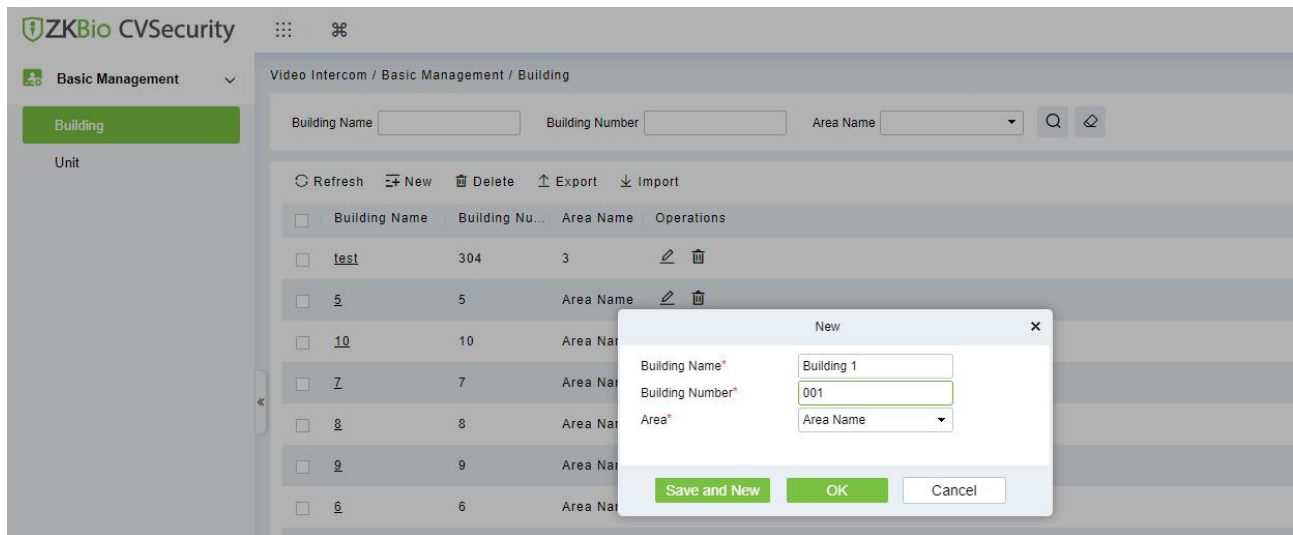 ZKBio CVSecurity
Basic Management
Building
Unit
Video Intercom / Basic Management / Building
Building Name Building Number Area Name
Refresh New Delete Export Import
Building Name Building Nu... Area Name Operations
test 304 3
5 5 Area Name
10 10 Area Nar
7 7 Area Nar
8 8 Area Nar
9 9 Area Nar
6 6 Area Nar
New
Building Name* Building 1
Building Number* 001
Area* Area Name
Save and New OK Cancel